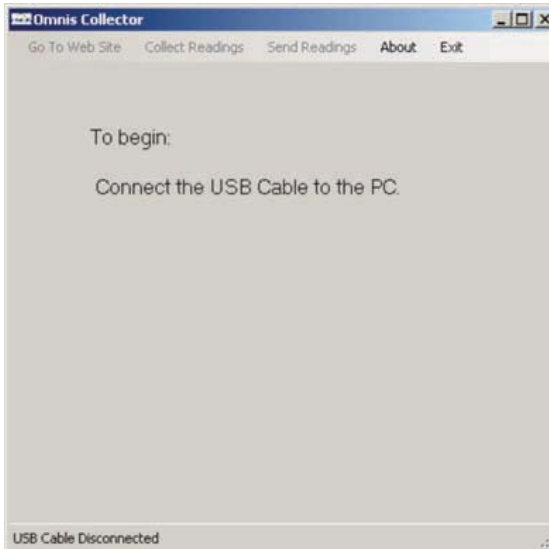 Omnis Collector
Go To Web Site Collect Readings Send Readings About Exit
To begin:
Connect the USB Cable to the PC.
USB Cable Disconnected